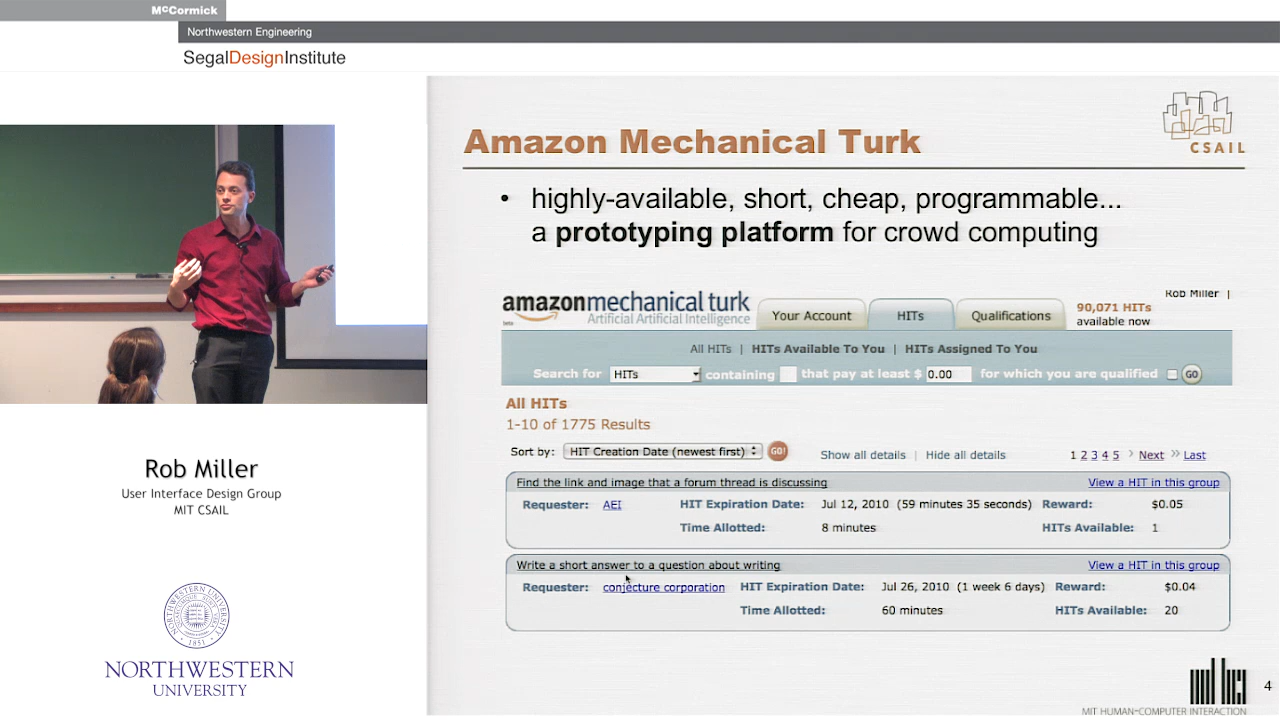 McCormick
Northwestern Engineering
SegalDesignInstitute
Rob Miller
User Interface Design Group
MIT CSAIL
NORTHWESTERN UNIVERSITY
1851
NORTHWESTERN
UNIVERSITY
Amazon Mechanical Turk
CSAIL
• highly-available, short, cheap, programmable...
a prototyping platform for crowd computing
amazonmechanical turk
beta
Artificial Artificial Intelligence
Your Account
HITs
Qualifications
90,071 HITs
available now
Rob Miller |
All HITs | HITs Available To You | HITs Assigned To You
Search for HITs containing that pay at least $ 0.00 for which you are qualified GO
All HITs
1-10 of 1775 Results
Sort by: HIT Creation Date (newest first) GO! Show all details | Hide all details 1 2 3 4 5 › Next » Last
Find the link and image that a forum thread is discussing View a HIT in this group
Requester: AEI HIT Expiration Date: Jul 12, 2010 (59 minutes 35 seconds) Reward: $0.05
Time Allotted: 8 minutes HITs Available: 1
Write a short answer to a question about writing View a HIT in this group
Requester: conjecture corporation HIT Expiration Date: Jul 26, 2010 (1 week 6 days) Reward: $0.04
Time Allotted: 60 minutes HITs Available: 20
MIT HUMAN-COMPUTER INTERACTION
4